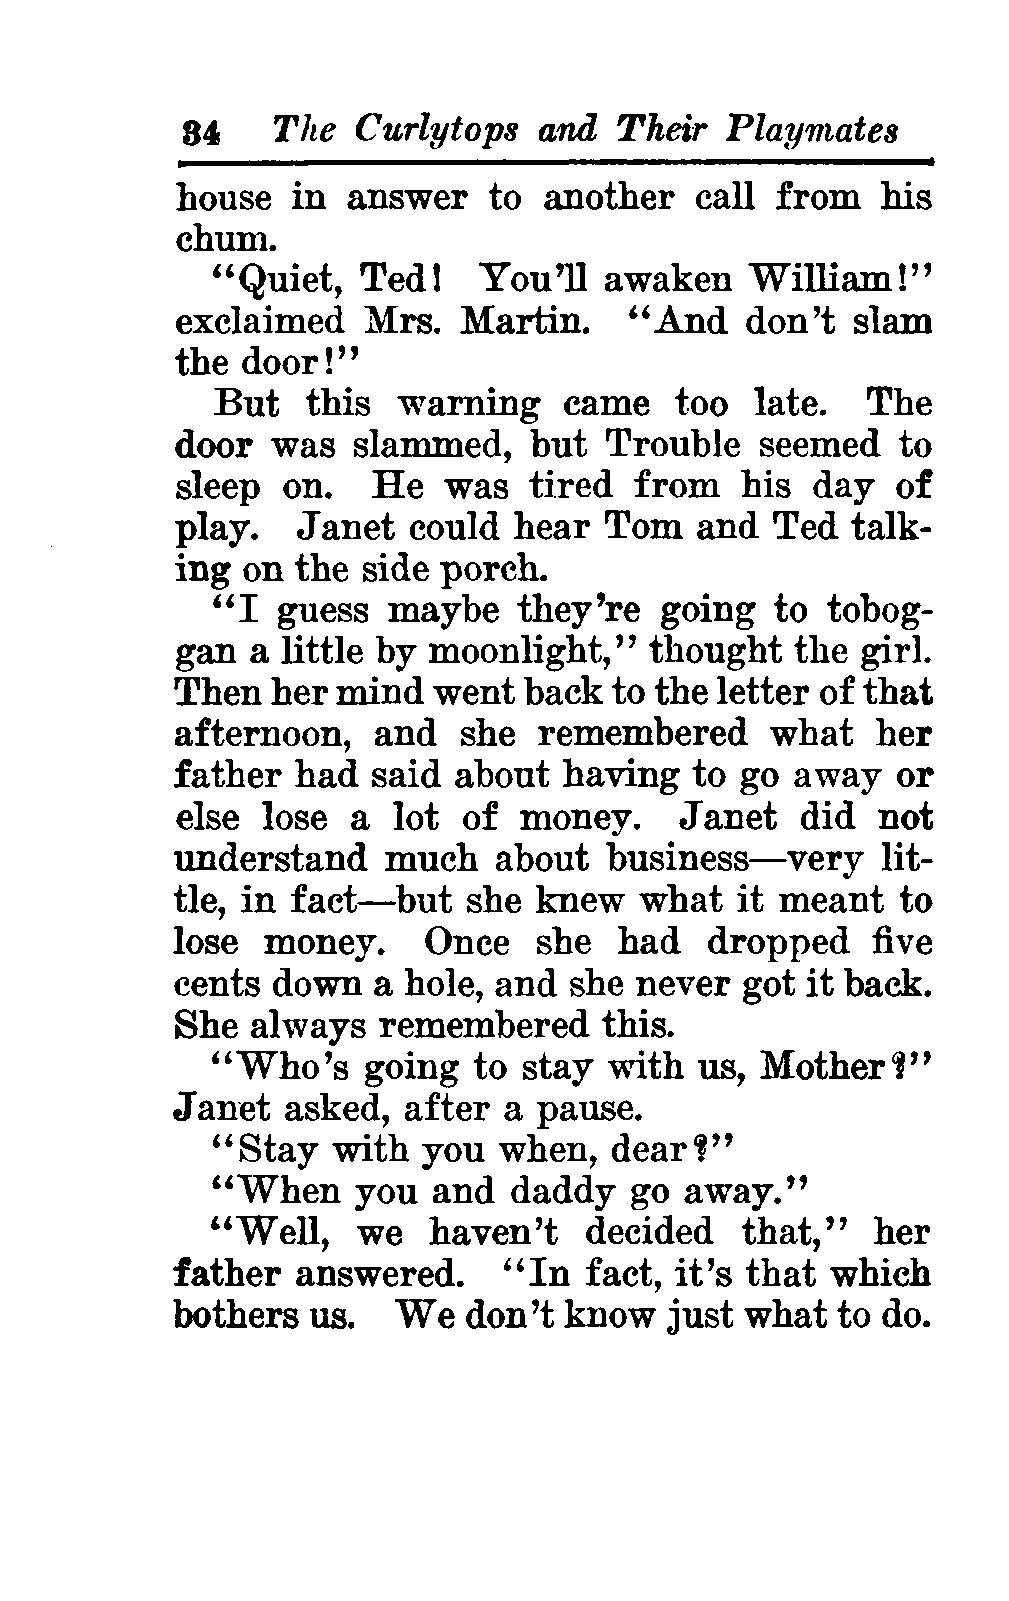 34 The Curlytops and Their Playmates
house in answer to another call from his
chum.
"Quiet, Ted! You'll awaken William!"
exclaimed Mrs. Martin. "And don't slam
the door!"
But this warning came too late. The
door was slammed, but Trouble seemed to
sleep on. He was tired from his day of
play. Janet could hear Tom and Ted talk-
ing on the side porch.
"I guess maybe they're going to tobog-
gan a little by moonlight," thought the girl.
Then her mind went back to the letter of that
afternoon, and she remembered what her
father had said about having to go away or
else lose a lot of money. Janet did not
understand much about business—very lit-
tle, in fact—but she knew what it meant to
lose money. Once she had dropped five
cents down a hole, and she never got it back.
She always remembered this.
"Who's going to stay with us, Mother?"
Janet asked, after a pause.
"Stay with you when, dear?"
"When you and daddy go away."
"Well, we haven't decided that," her
father answered. "In fact, it's that which
bothers us. We don't know just what to do.